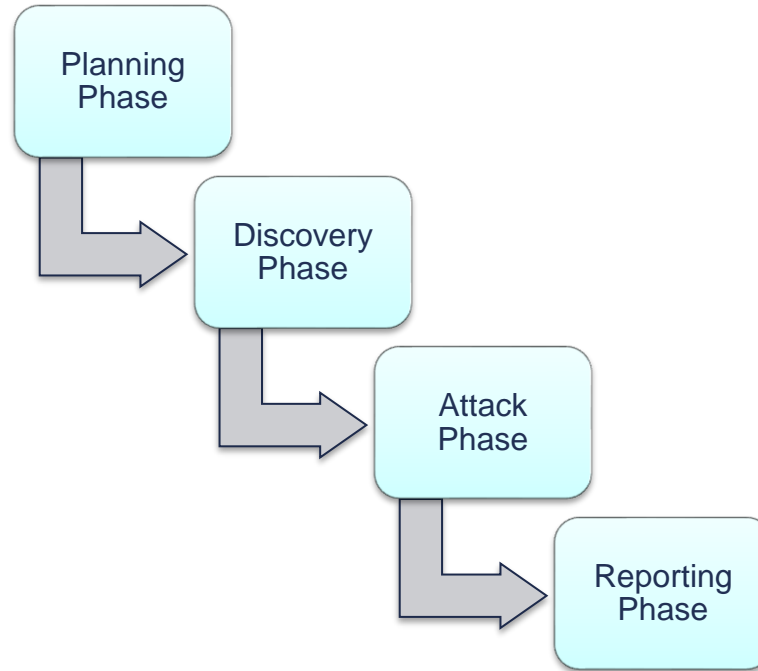 Planning
Phase
Discovery
Phase
Attack
Phase
Reporting
Phase